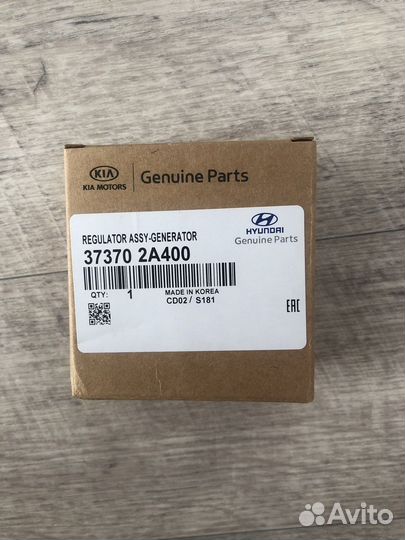 KIA
KIA MOTORS
Genuine Parts
REGULATOR ASSY-GENERATOR
37370 2A400
HYUNDAI
Genuine Parts
QTY: 1
MADE IN KOREA
CD02 / S181
EAC
Avito